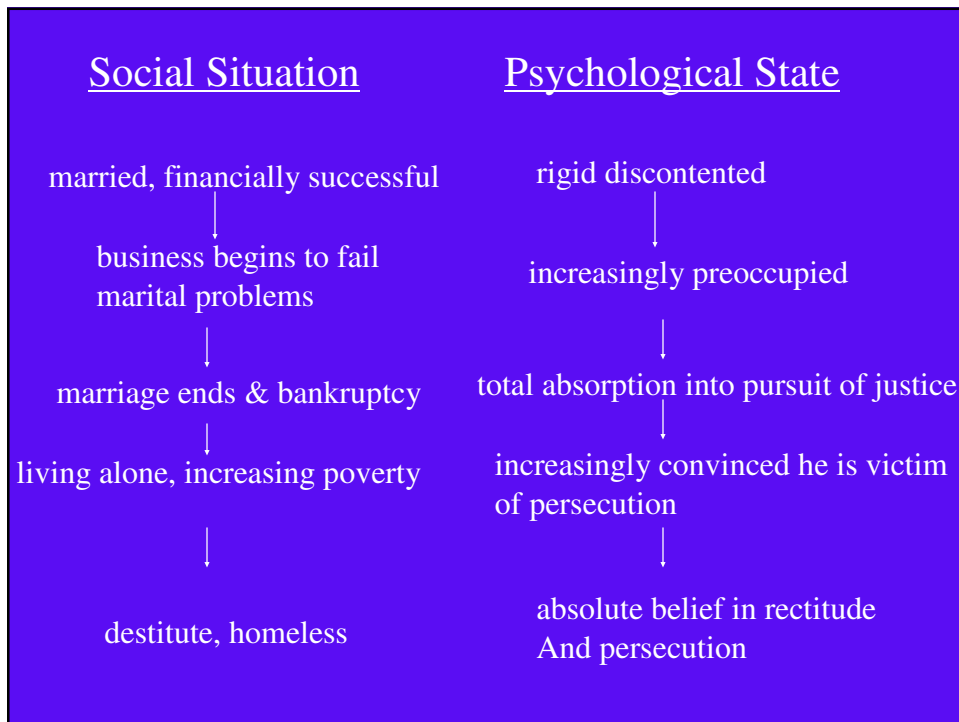 Social Situation
married, financially successful
business begins to fail
marital problems
marriage ends & bankruptcy
living alone, increasing poverty
destitute, homeless
Psychological State
rigid discontented
increasingly preoccupied
total absorption into pursuit of justice
increasingly convinced he is victim
of persecution
absolute belief in rectitude
And persecution